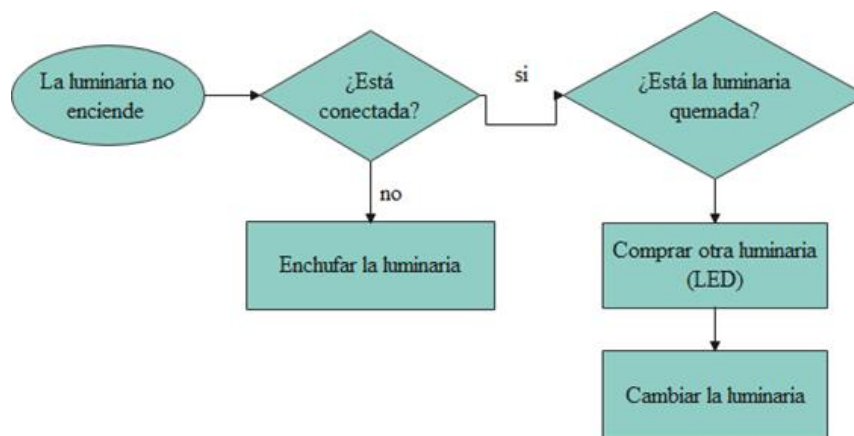 La luminaria no
enciende
¿Está
conectada?
si
¿Está la luminaria
quemada?
no
Enchufar la luminaria
Comprar otra luminaria
(LED)
Cambiar la luminaria